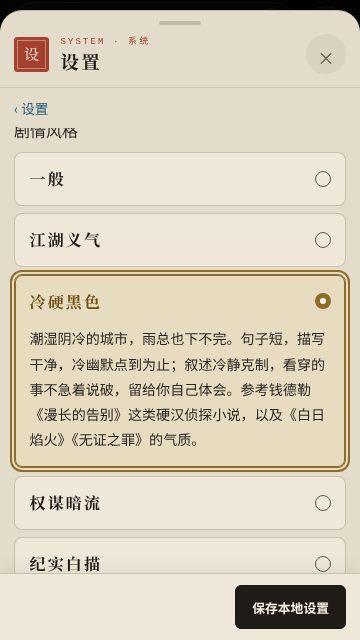 设
SYSTEM · 系统
设置
×
‹ 设置
剧情风格
一般
江湖义气
冷硬黑色
潮湿阴冷的城市，雨总也下不完。句子短，描写
干净，冷幽默点到为止；叙述冷静克制，看穿的
事不急着说破，留给你自己体会。参考钱德勒
《漫长的告别》这类硬汉侦探小说，以及《白日
焰火》《无证之罪》的气质。
权谋暗流
纪实白描
保存本地设置